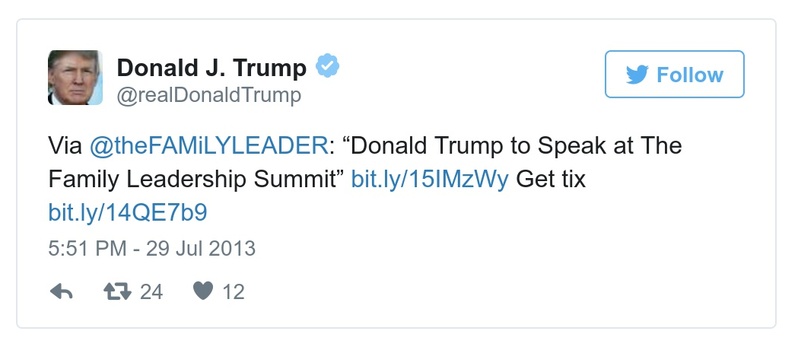 Donald J. Trump
@realDonaldTrump
Follow
Via @theFAMiLYLEADER: “Donald Trump to Speak at The
Family Leadership Summit” bit.ly/15IMzWy Get tix
bit.ly/14QE7b9
5:51 PM - 29 Jul 2013
24 12